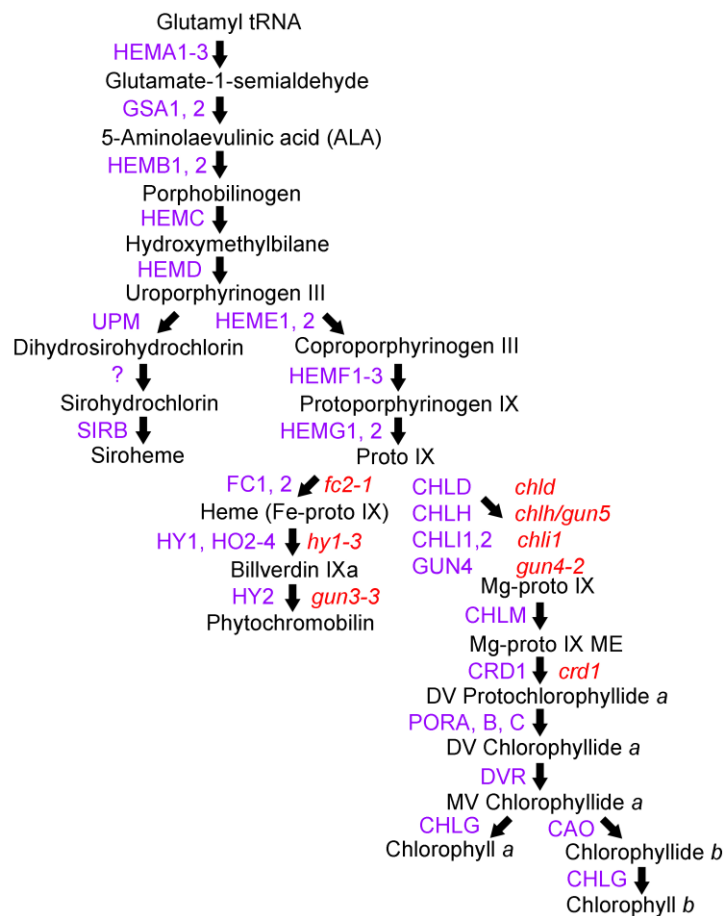 Glutamyl tRNA
HEMA1-3
Glutamate-1-semialdehyde
GSA1, 2
5-Aminolaevulinic acid (ALA)
HEMB1, 2
Porphobilinogen
HEMC
Hydroxymethylbilane
HEMD
Uroporphyrinogen III
UPM HEME1, 2
Dihydrosirohydrochlorin Coproporphyrinogen III
? HEMF1-3
Sirohydrochlorin Protoporphyrinogen IX
SIRB HEMG1, 2
Siroheme Proto IX
FC1, 2 fc2-1 CHLD chld
Heme (Fe-proto IX) CHLH chlh/gun5
HY1, HO2-4 hy1-3 CHLI1,2 chli1
Billverdin IXa GUN4 gun4-2
HY2 gun3-3 Mg-proto IX
Phytochromobilin CHLM
Mg-proto IX ME
CRD1 crd1
DV Protochlorophyllide a
PORA, B, C
DV Chlorophyllide a
DVR
MV Chlorophyllide a
CHLG CAO
Chlorophyll a Chlorophyllide b
CHLG
Chlorophyll b